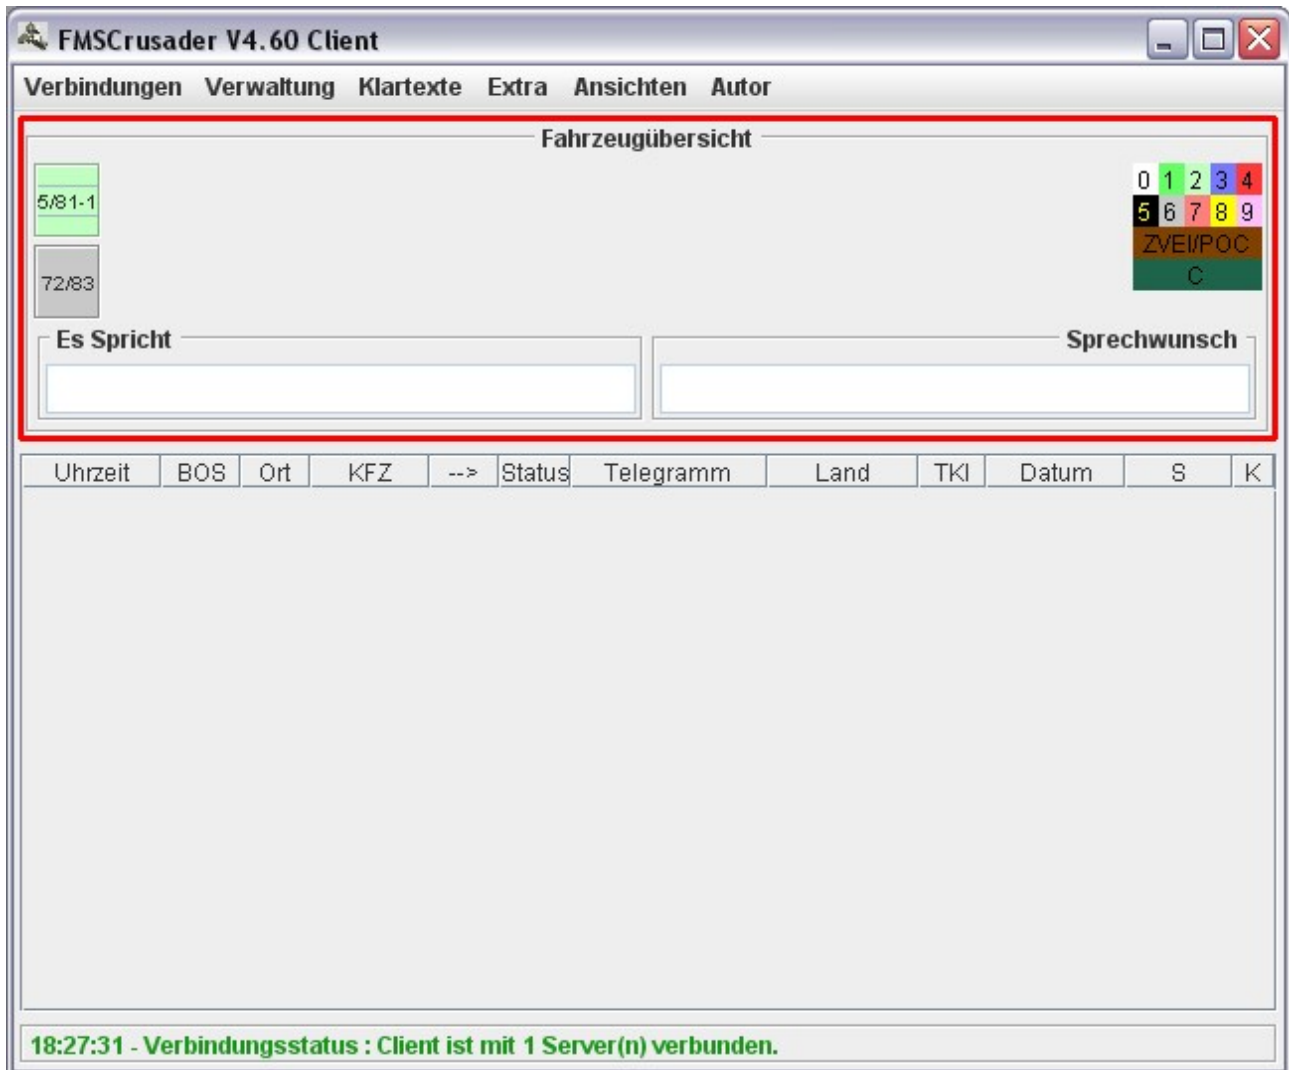 FMSCrusader V4.60 Client
Verbindungen Verwaltung Klartexte Extra Ansichten Autor
Fahrzeugübersicht
5/81-1
72/83
0 1 2 3 4
5 6 7 8 9
ZVEI/POC
C
Es Spricht
Sprechwunsch
Uhrzeit BOS Ort KFZ --> Status Telegramm Land TKI Datum S K
18:27:31 - Verbindungsstatus : Client ist mit 1 Server(n) verbunden.